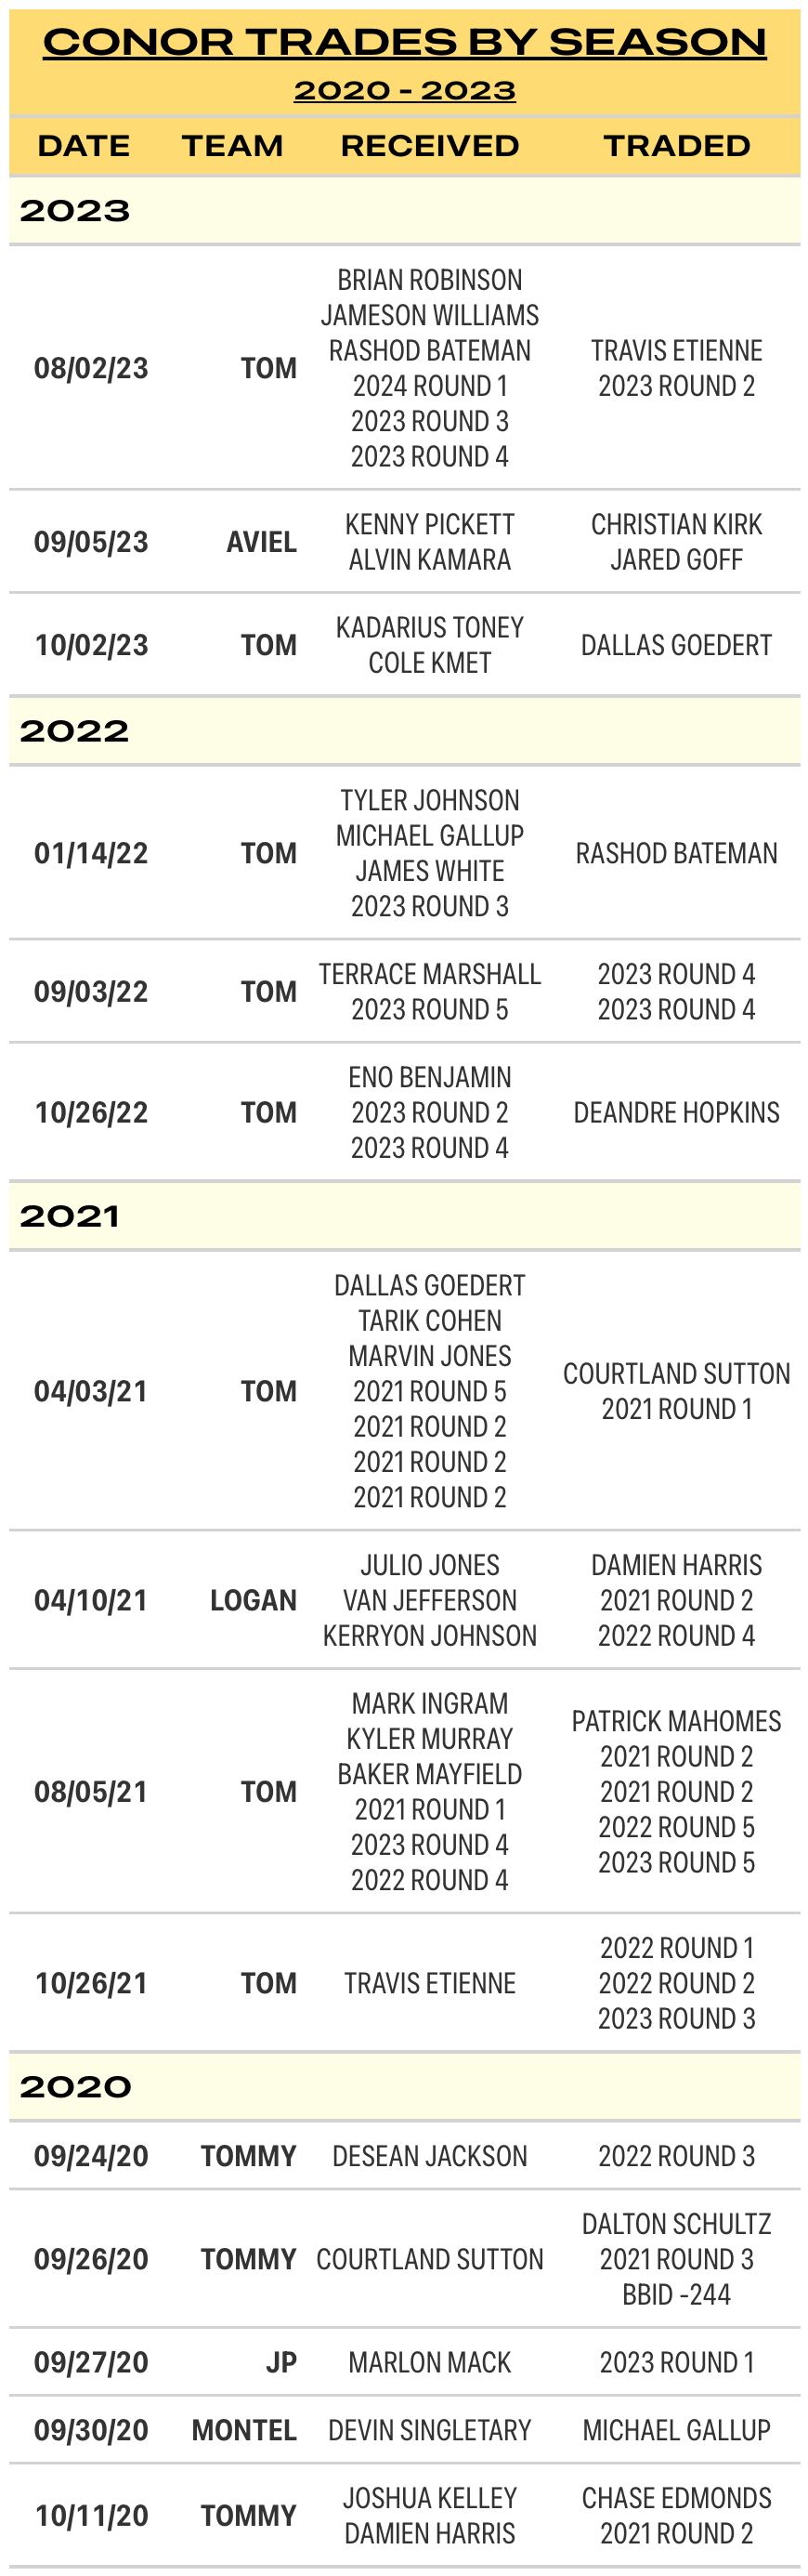 CONOR TRADES BY SEASON
2020 - 2023
DATE TEAM RECEIVED TRADED
2023
BRIAN ROBINSON
JAMESON WILLIAMS
RASHOD BATEMAN TRAVIS ETIENNE
08/02/23 TOM
2024 ROUND 1 2023 ROUND 2
2023 ROUND 3
2023 ROUND 4
KENNY PICKETT CHRISTIAN KIRK
09/05/23 AVIEL
ALVIN KAMARA JARED GOFF
KADARIUS TONEY
10/02/23 TOM DALLAS GOEDERT
COLE KMET
2022
TYLER JOHNSON
MICHAEL GALLUP
01/14/22 TOM RASHOD BATEMAN
JAMES WHITE
2023 ROUND 3
TERRACE MARSHALL 2023 ROUND 4
09/03/22 TOM
2023 ROUND 5 2023 ROUND 4
ENO BENJAMIN
10/26/22 TOM 2023 ROUND 2 DEANDRE HOPKINS
2023 ROUND 4
2021
DALLAS GOEDERT
TARIK COHEN
MARVIN JONES COURTLAND SUTTON
04/03/21 TOM 2021 ROUND 5
2021 ROUND 2 2021 ROUND 1
2021 ROUND 2
2021 ROUND 2
JULIO JONES DAMIEN HARRIS
04/10/21 LOGAN VAN JEFFERSON 2021 ROUND 2
KERRYON JOHNSON 2022 ROUND 4
MARK INGRAM PATRICK MAHOMES
KYLER MURRAY 2021 ROUND 2
BAKER MAYFIELD 2021 ROUND 2
08/05/21 TOM
2021 ROUND 1 2022 ROUND 5
2023 ROUND 4 2023 ROUND 5
2022 ROUND 4
2022 ROUND 1
10/26/21 TOM TRAVIS ETIENNE 2022 ROUND 2
2023 ROUND 3
2020
09/24/20 TOMMY DESEAN JACKSON 2022 ROUND 3
DALTON SCHULTZ
09/26/20 TOMMY COURTLAND SUTTON 2021 ROUND 3
BBID -244
09/27/20 JP MARLON MACK 2023 ROUND 1
09/30/20 MONTEL DEVIN SINGLETARY MICHAEL GALLUP
JOSHUA KELLEY CHASE EDMONDS
10/11/20 TOMMY
DAMIEN HARRIS 2021 ROUND 2